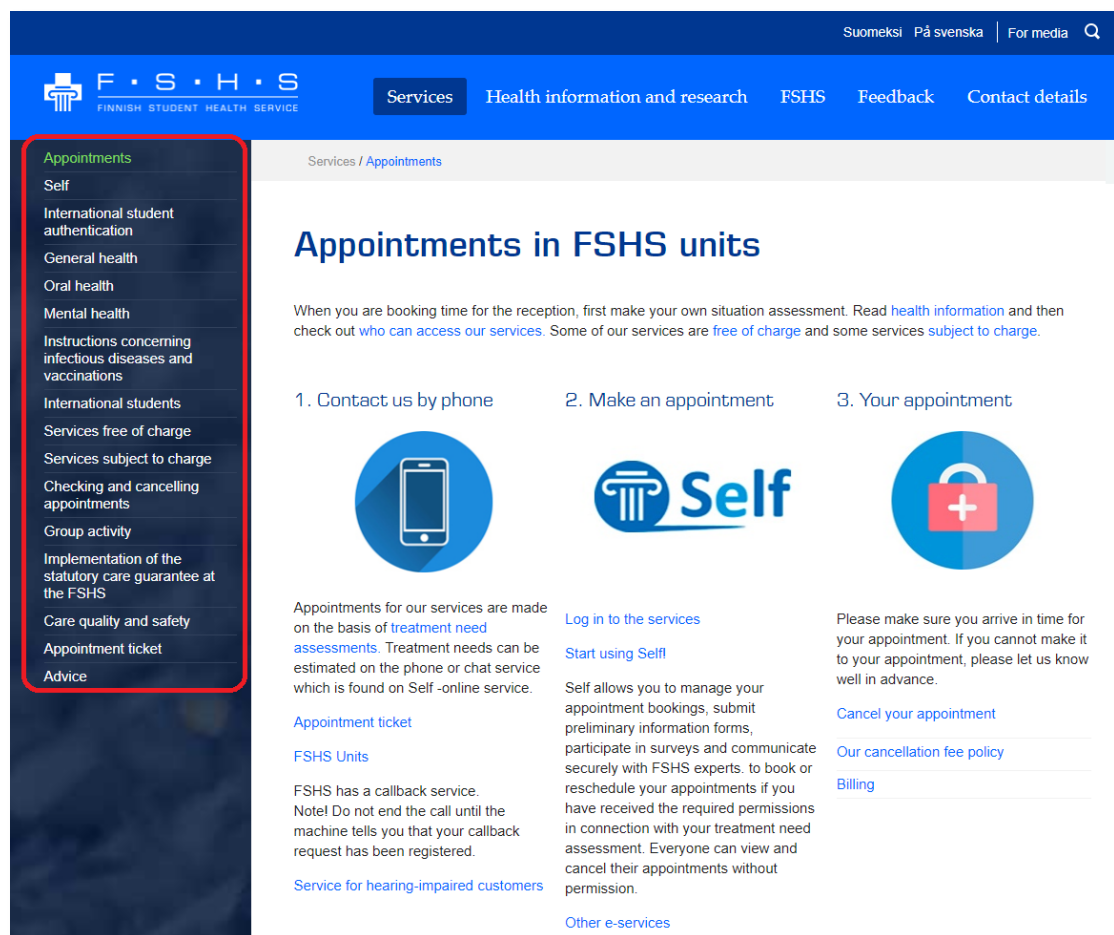 Suomeksi På svenska For media
F · S · H · S
FINNISH STUDENT HEALTH SERVICE
Services Health information and research FSHS Feedback Contact details
Appointments
Self
International student
authentication
General health
Oral health
Mental health
Instructions concerning
infectious diseases and
vaccinations
International students
Services free of charge
Services subject to charge
Checking and cancelling
appointments
Group activity
Implementation of the
statutory care guarantee at
the FSHS
Care quality and safety
Appointment ticket
Advice
Services / Appointments
Appointments in FSHS units
When you are booking time for the reception, first make your own situation assessment. Read health information and then
check out who can access our services. Some of our services are free of charge and some services subject to charge.
1. Contact us by phone
Appointments for our services are made
on the basis of treatment need
assessments. Treatment needs can be
estimated on the phone or chat service
which is found on Self -online service.
Appointment ticket
FSHS Units
FSHS has a callback service.
Note! Do not end the call until the
machine tells you that your callback
request has been registered.
Service for hearing-impaired customers
2. Make an appointment
Self
Log in to the services
Start using Self!
Self allows you to manage your
appointment bookings, submit
preliminary information forms,
participate in surveys and communicate
securely with FSHS experts. to book or
reschedule your appointments if you
have received the required permissions
in connection with your treatment need
assessment. Everyone can view and
cancel their appointments without
permission.
Other e-services
3. Your appointment
Please make sure you arrive in time for
your appointment. If you cannot make it
to your appointment, please let us know
well in advance.
Cancel your appointment
Our cancellation fee policy
Billing